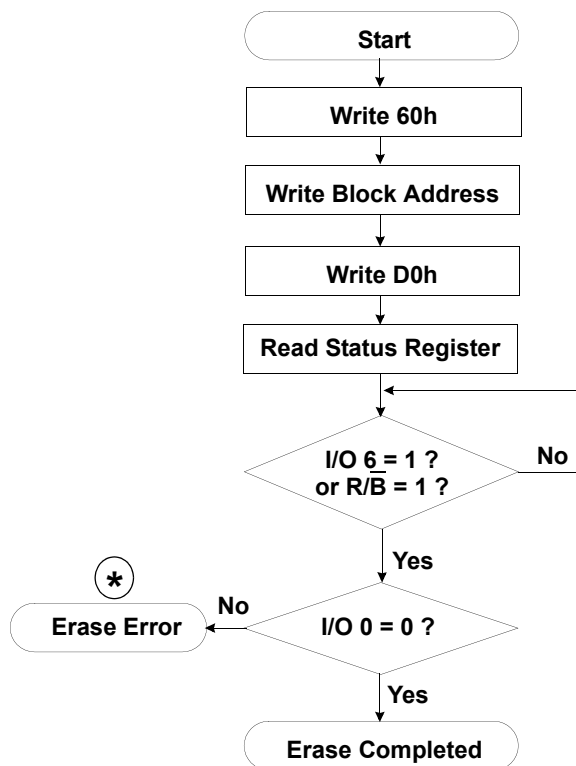 Start
Write 60h
Write Block Address
Write D0h
Read Status Register
I/O 6 = 1 ?
or R/B̅ = 1 ?
No
Yes
*
No
Erase Error
I/O 0 = 0 ?
Yes
Erase Completed